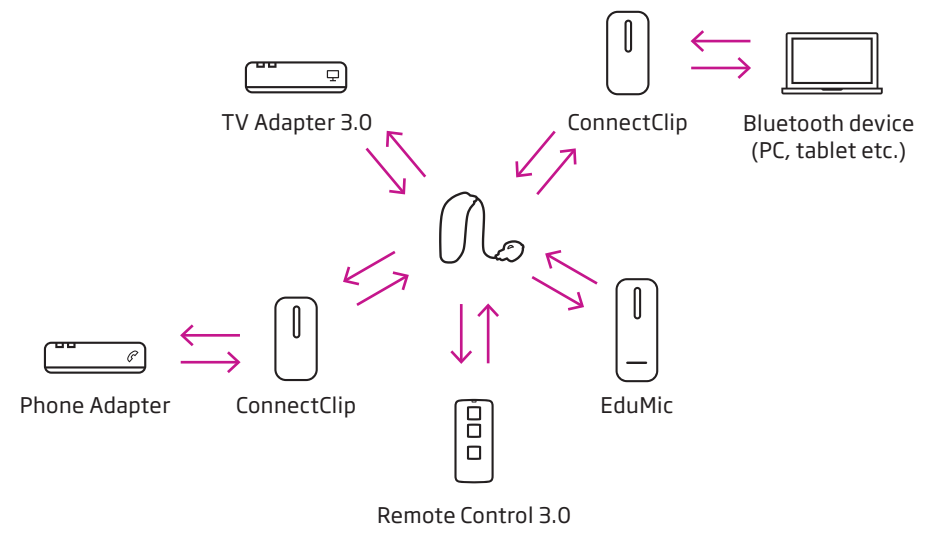 TV Adapter 3.0
ConnectClip
Bluetooth device
(PC, tablet etc.)
Phone Adapter
ConnectClip
EduMic
Remote Control 3.0